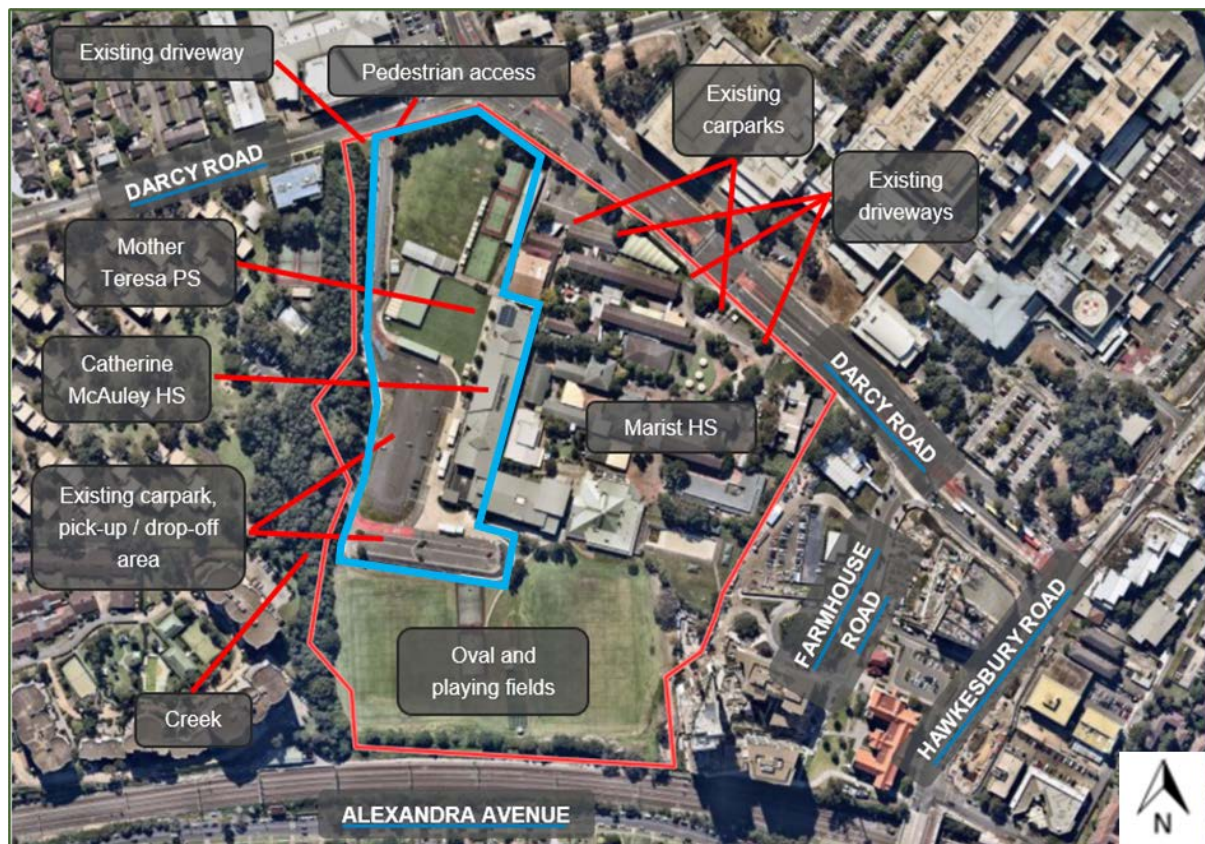 Existing driveway
Pedestrian access
Existing
carparks
Existing
driveways
DARCY ROAD
Mother
Teresa PS
Catherine
McAuley HS
Marist HS
DARCY ROAD
Existing carpark,
pick-up / drop-off
area
FARMHOUSE
ROAD
HAWKESBURY ROAD
Oval and
playing fields
Creek
ALEXANDRA AVENUE
N